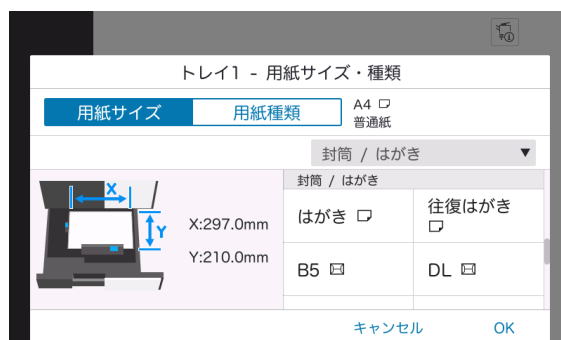 トレイ1 - 用紙サイズ・種類
用紙サイズ 用紙種類 A4
普通紙
封筒 / はがき
封筒 / はがき
X
Y
X:297.0mm
Y:210.0mm
はがき
往復はがき
B5
DL
キャンセル OK